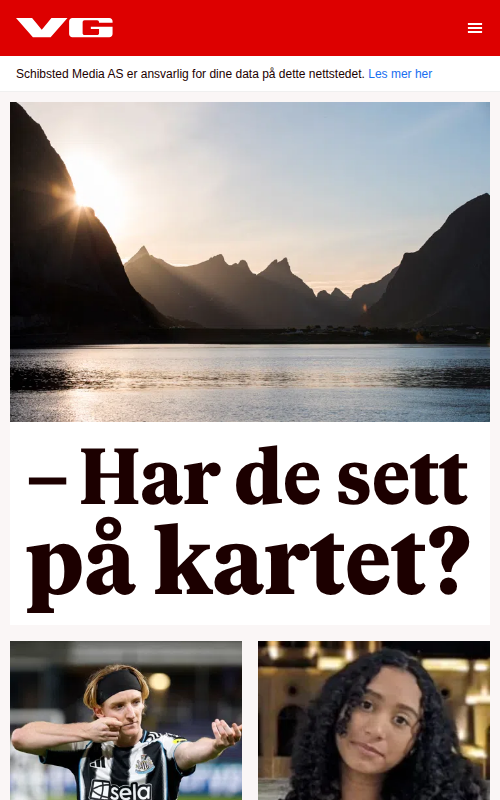 VG
Schibsted Media AS er ansvarlig for dine data på dette nettstedet. Les mer her
– Har de sett
på kartet?
sela